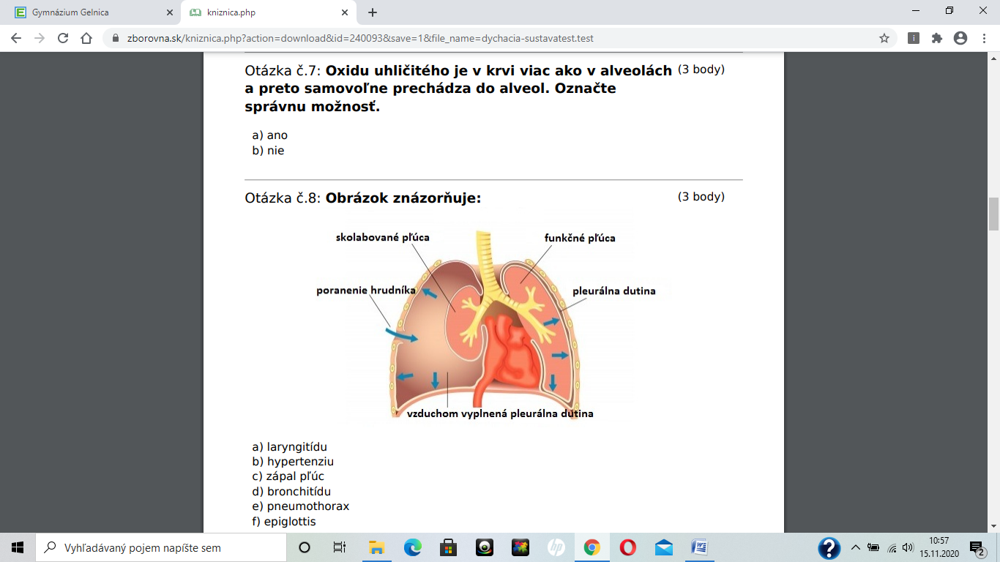 Gymnázium Gelnica
kniznica.php
zborovna.sk/kniznica.php?action=download&id=240093&save=1&file_name=dychacia-sustavatest.test
Otázka č.7: Oxidu uhličitého je v krvi viac ako v alveolách (3 body)
a preto samovoľne prechádza do alveol. Označte
správnu možnosť.
a) ano
b) nie
Otázka č.8: Obrázok znázorňuje: (3 body)
skolabované pľúca
funkčné pľúca
poranenie hrudníka
pleurálna dutina
vzduchom vyplnená pleurálna dutina
a) laryngitídu
b) hypertenziu
c) zápal pľúc
d) bronchitídu
e) pneumothorax
f) epiglottis
Vyhľadávaný pojem napíšte sem
10:57
15.11.2020
2